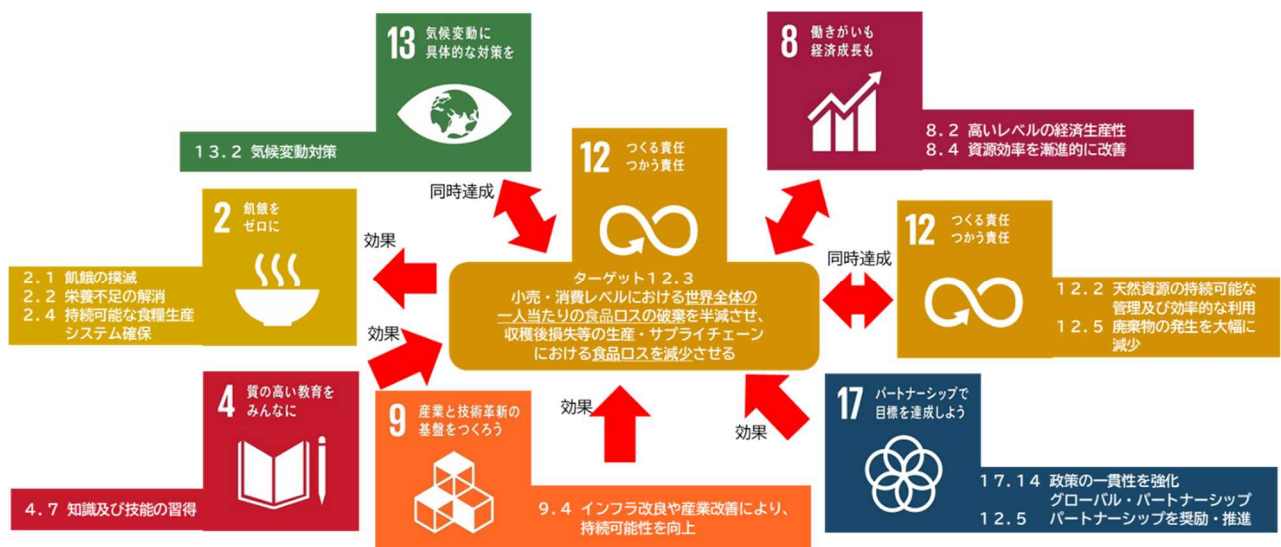 13 気候変動に
具体的な対策を
13.2 気候変動対策
8 働きがいも
経済成長も
8.2 高いレベルの経済生産性
8.4 資源効率を漸進的に改善
同時達成
12 つくる責任
つかう責任
2 飢餓を
ゼロに
2.1 飢餓の撲滅
2.2 栄養不足の解消
2.4 持続可能な食糧生産
システム確保
効果
ターゲット12.3
小売・消費レベルにおける世界全体の
一人当たりの食品ロスの破棄を半減させ、
収穫後損失等の生産・サプライチェーン
における食品ロスを減少させる
同時達成
12 つくる責任
つかう責任
12.2 天然資源の持続可能な
管理及び効率的な利用
12.5 廃棄物の発生を大幅に
減少
効果
4 質の高い教育を
みんなに
4.7 知識及び技能の習得
9 産業と技術革新の
基盤をつくろう
9.4 インフラ改良や産業改善により、
持続可能性を向上
効果
効果
17 パートナーシップで
目標を達成しよう
17.14 政策の一貫性を強化
グローバル・パートナーシップ
12.5 パートナーシップを奨励・推進